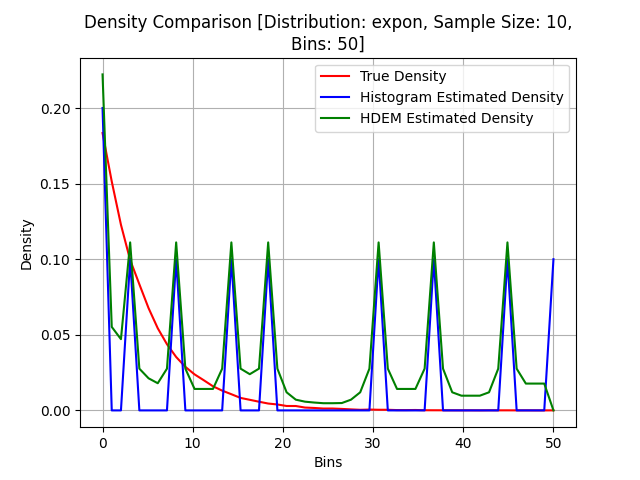 Density Comparison [Distribution: expon, Sample Size: 10,
Bins: 50]
True Density
Histogram Estimated Density
HDEM Estimated Density
Density
0.20
0.15
0.10
0.05
0.00
0 10 20 30 40 50
Bins